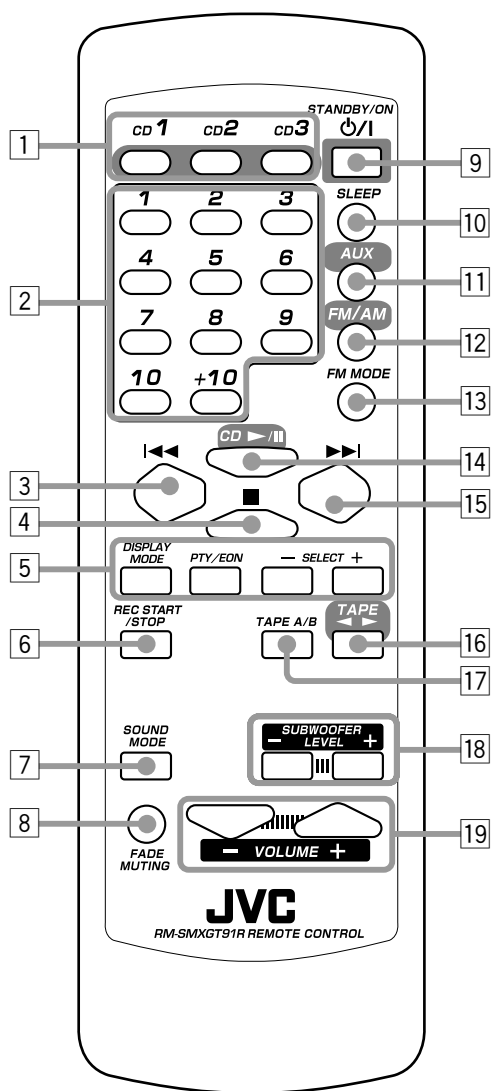 STANDBY/ON
CD 1 CD2 CD3 ⏻/I
1 9
1 2 3 SLEEP
10
4 5 6 AUX
2 11
7 8 9 FM/AM
12
10 +10 FM MODE
13
CD ►/II
14
3 15
4
DISPLAY MODE PTY/EON – SELECT +
5
REC START /STOP TAPE A/B TAPE
6 16
17
SUBWOOFER
– LEVEL +
18
SOUND
MODE
7
8 19
FADE
MUTING
– VOLUME +
JVC
RM-SMXGT91R REMOTE CONTROL